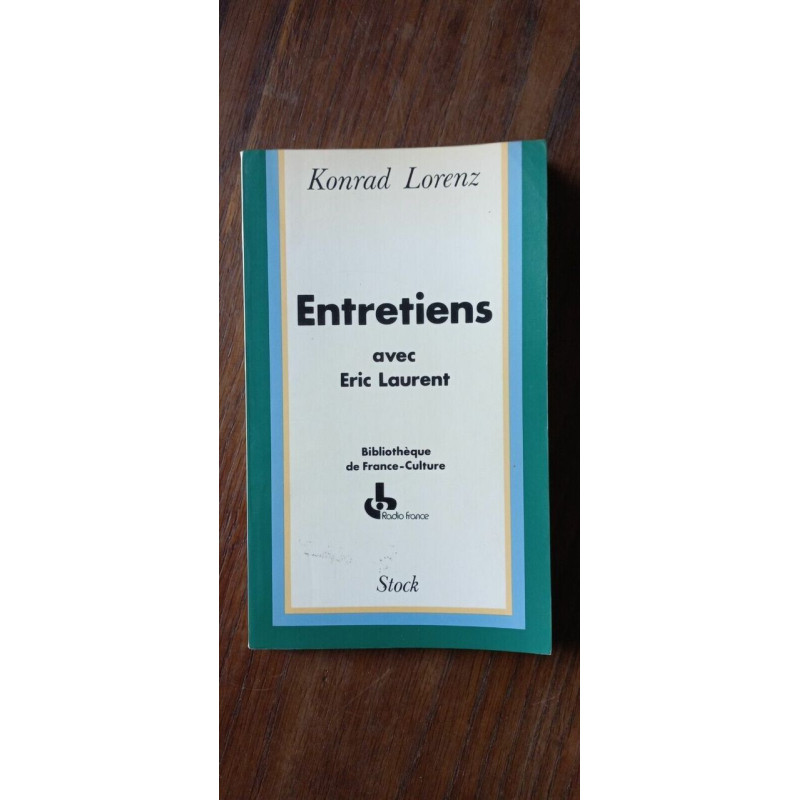 Konrad Lorenz
Entretiens
avec
Eric Laurent
Bibliothèque
de France-Culture
Radio France
Stock